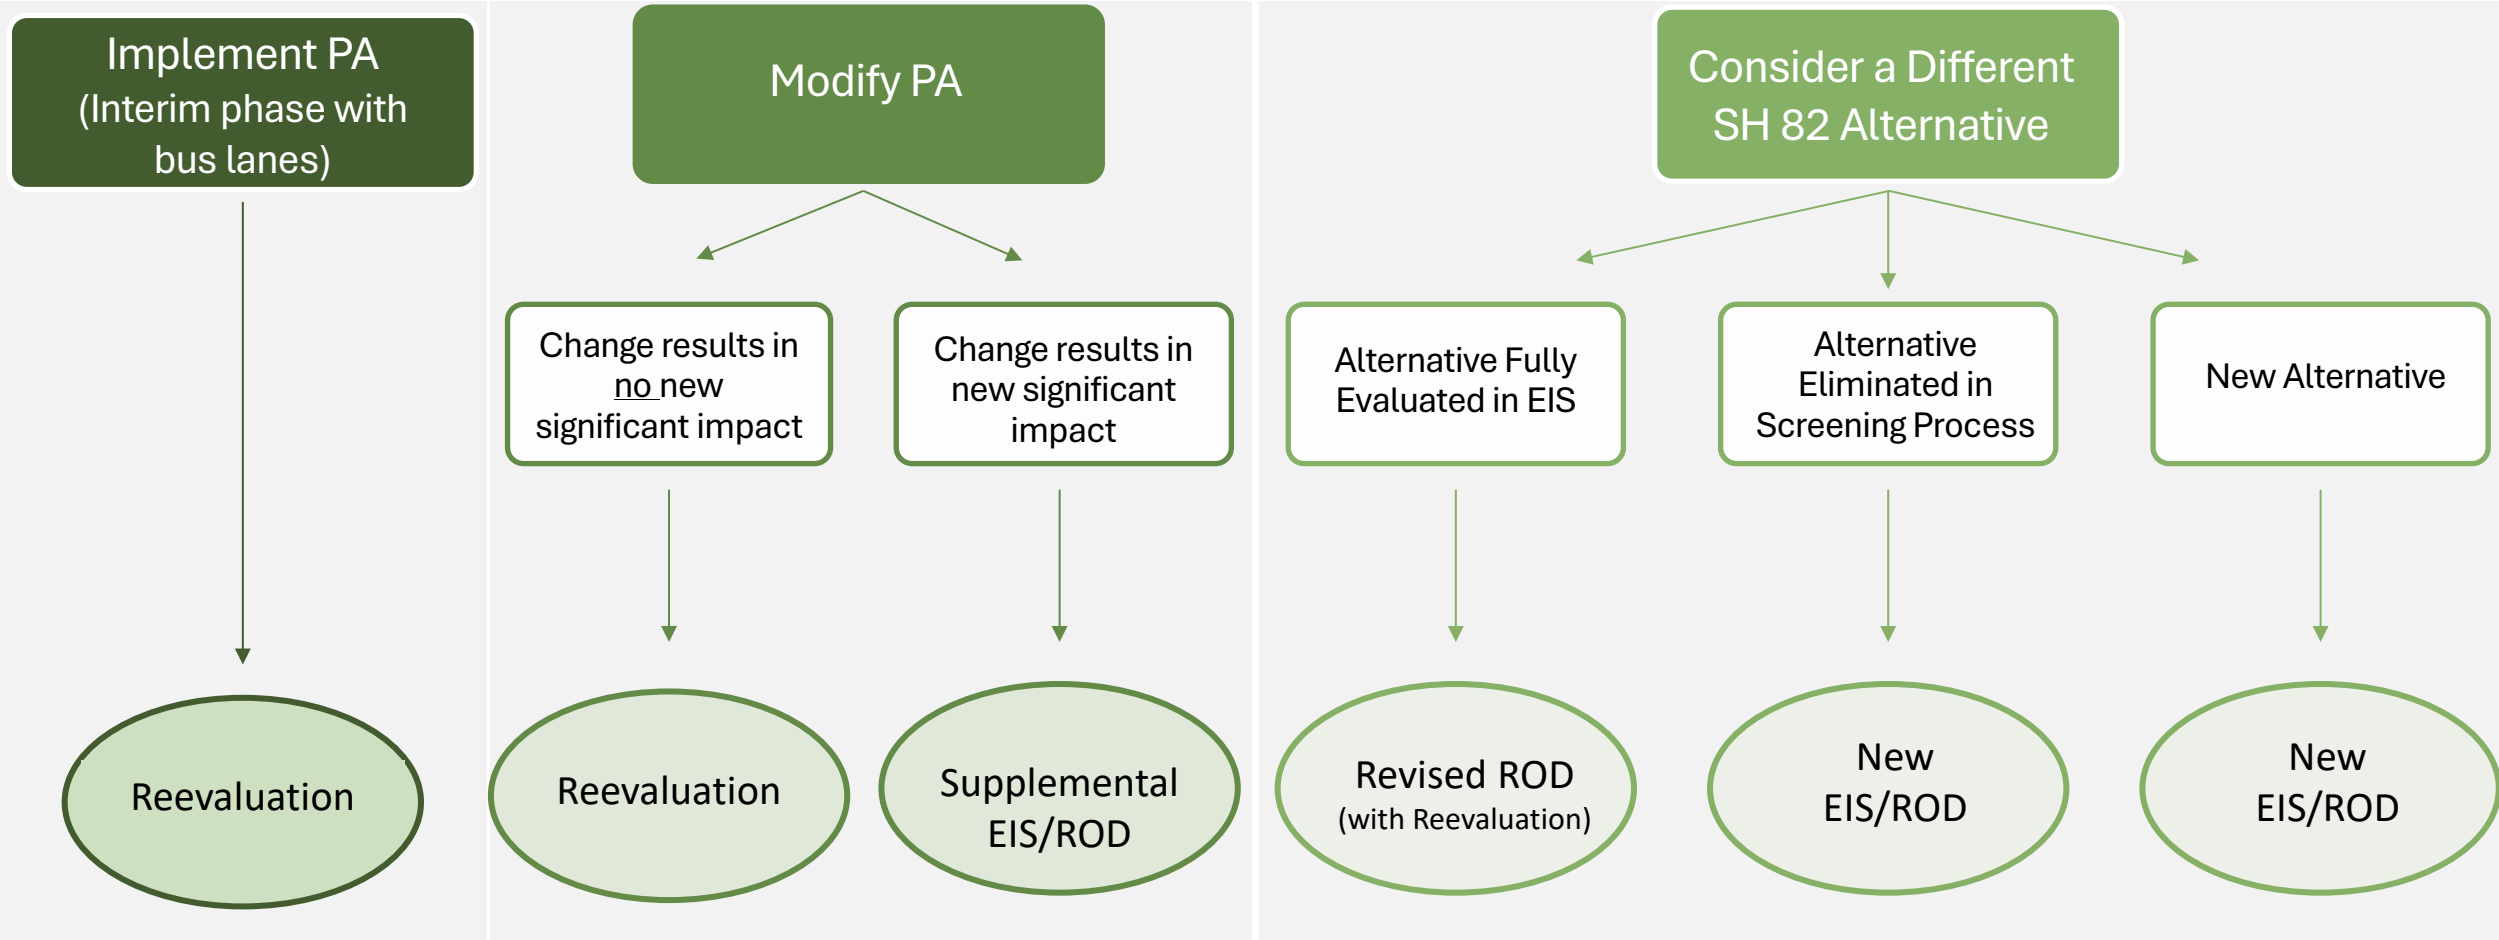 Implement PA
(Interim phase with
bus lanes)
Modify PA
Consider a Different
SH 82 Alternative
Change results in
no new
significant impact
Change results in
new significant
impact
Alternative Fully
Evaluated in EIS
Alternative
Eliminated in
Screening Process
New Alternative
Reevaluation
Reevaluation
Supplemental
EIS/ROD
Revised ROD
(with Reevaluation)
New
EIS/ROD
New
EIS/ROD